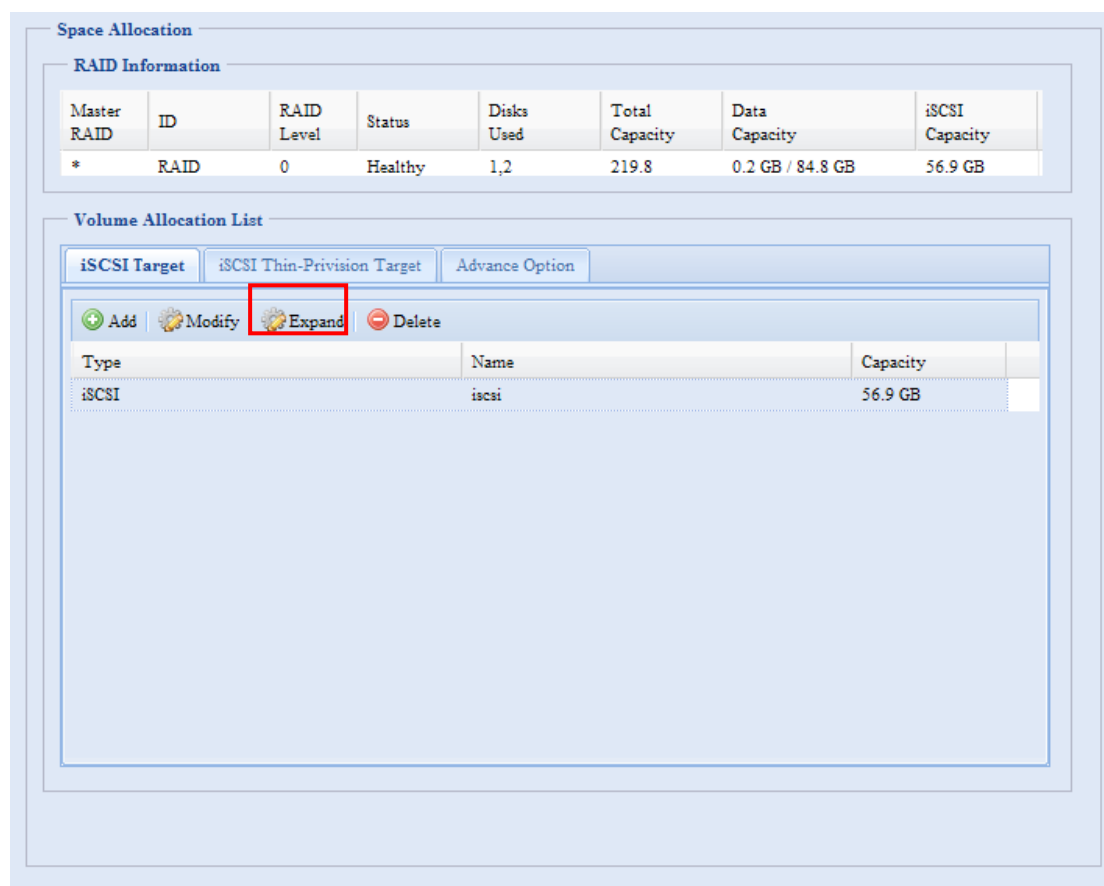 Space Allocation
RAID Information
Master RAID ID RAID Level Status Disks Used Total Capacity Data Capacity iSCSI Capacity
* RAID 0 Healthy 1,2 219.8 0.2 GB / 84.8 GB 56.9 GB
Volume Allocation List
iSCSI Target iSCSI Thin-Privision Target Advance Option
Add Modify Expand Delete
Type Name Capacity
iSCSI iscsi 56.9 GB